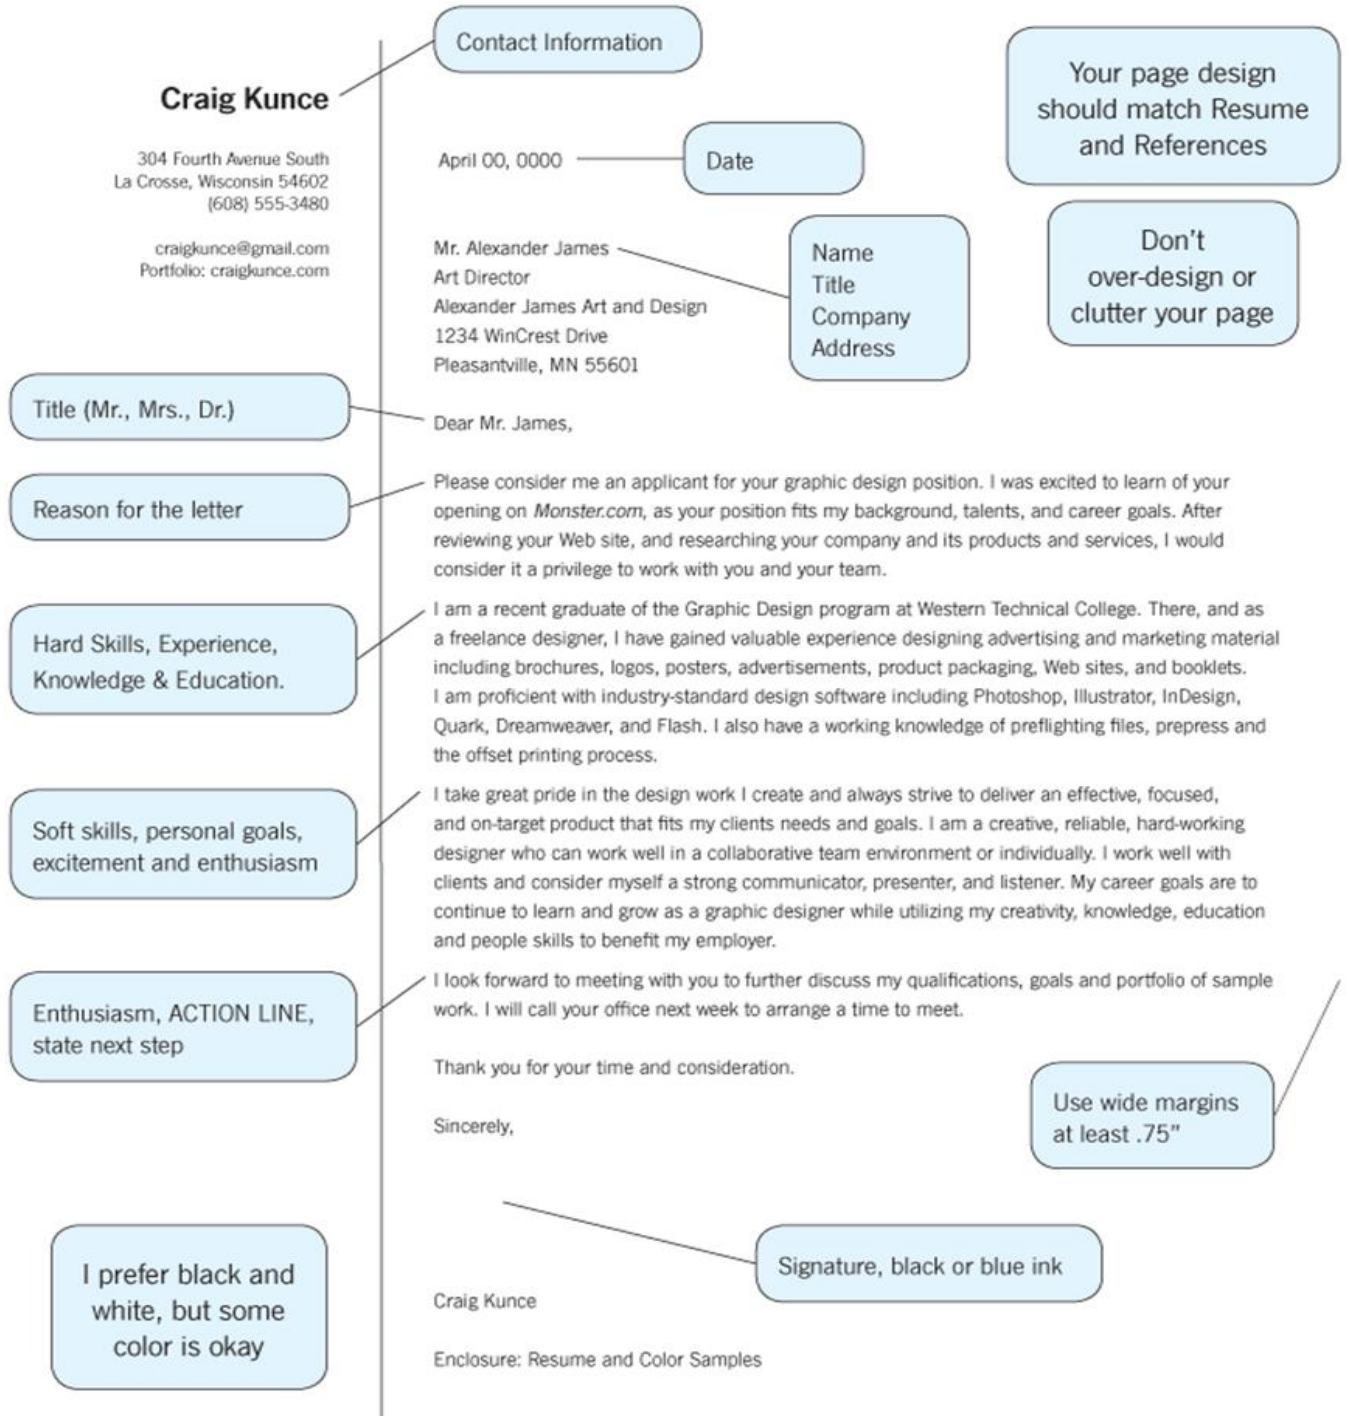 Contact Information
Craig Kunce
304 Fourth Avenue South
La Crosse, Wisconsin 54602
(608) 555-3480
craigkunce@gmail.com
Portfolio: craigkunce.com
Your page design
should match Resume
and References
April 00, 0000
Date
Don't
over-design or
clutter your page
Mr. Alexander James
Art Director
Alexander James Art and Design
1234 WinCrest Drive
Pleasantville, MN 55601
Name
Title
Company
Address
Title (Mr., Mrs., Dr.)
Dear Mr. James,
Reason for the letter
Please consider me an applicant for your graphic design position. I was excited to learn of your
opening on Monster.com, as your position fits my background, talents, and career goals. After
reviewing your Web site, and researching your company and its products and services, I would
consider it a privilege to work with you and your team.
Hard Skills, Experience,
Knowledge & Education.
I am a recent graduate of the Graphic Design program at Western Technical College. There, and as
a freelance designer, I have gained valuable experience designing advertising and marketing material
including brochures, logos, posters, advertisements, product packaging, Web sites, and booklets.
I am proficient with industry-standard design software including Photoshop, Illustrator, InDesign,
Quark, Dreamweaver, and Flash. I also have a working knowledge of preflighting files, prepress and
the offset printing process.
Soft skills, personal goals,
excitement and enthusiasm
I take great pride in the design work I create and always strive to deliver an effective, focused,
and on-target product that fits my clients needs and goals. I am a creative, reliable, hard-working
designer who can work well in a collaborative team environment or individually. I work well with
clients and consider myself a strong communicator, presenter, and listener. My career goals are to
continue to learn and grow as a graphic designer while utilizing my creativity, knowledge, education
and people skills to benefit my employer.
Enthusiasm, ACTION LINE,
state next step
I look forward to meeting with you to further discuss my qualifications, goals and portfolio of sample
work. I will call your office next week to arrange a time to meet.
Thank you for your time and consideration.
Use wide margins
at least .75"
Sincerely,
Signature, black or blue ink
I prefer black and
white, but some
color is okay
Craig Kunce
Enclosure: Resume and Color Samples